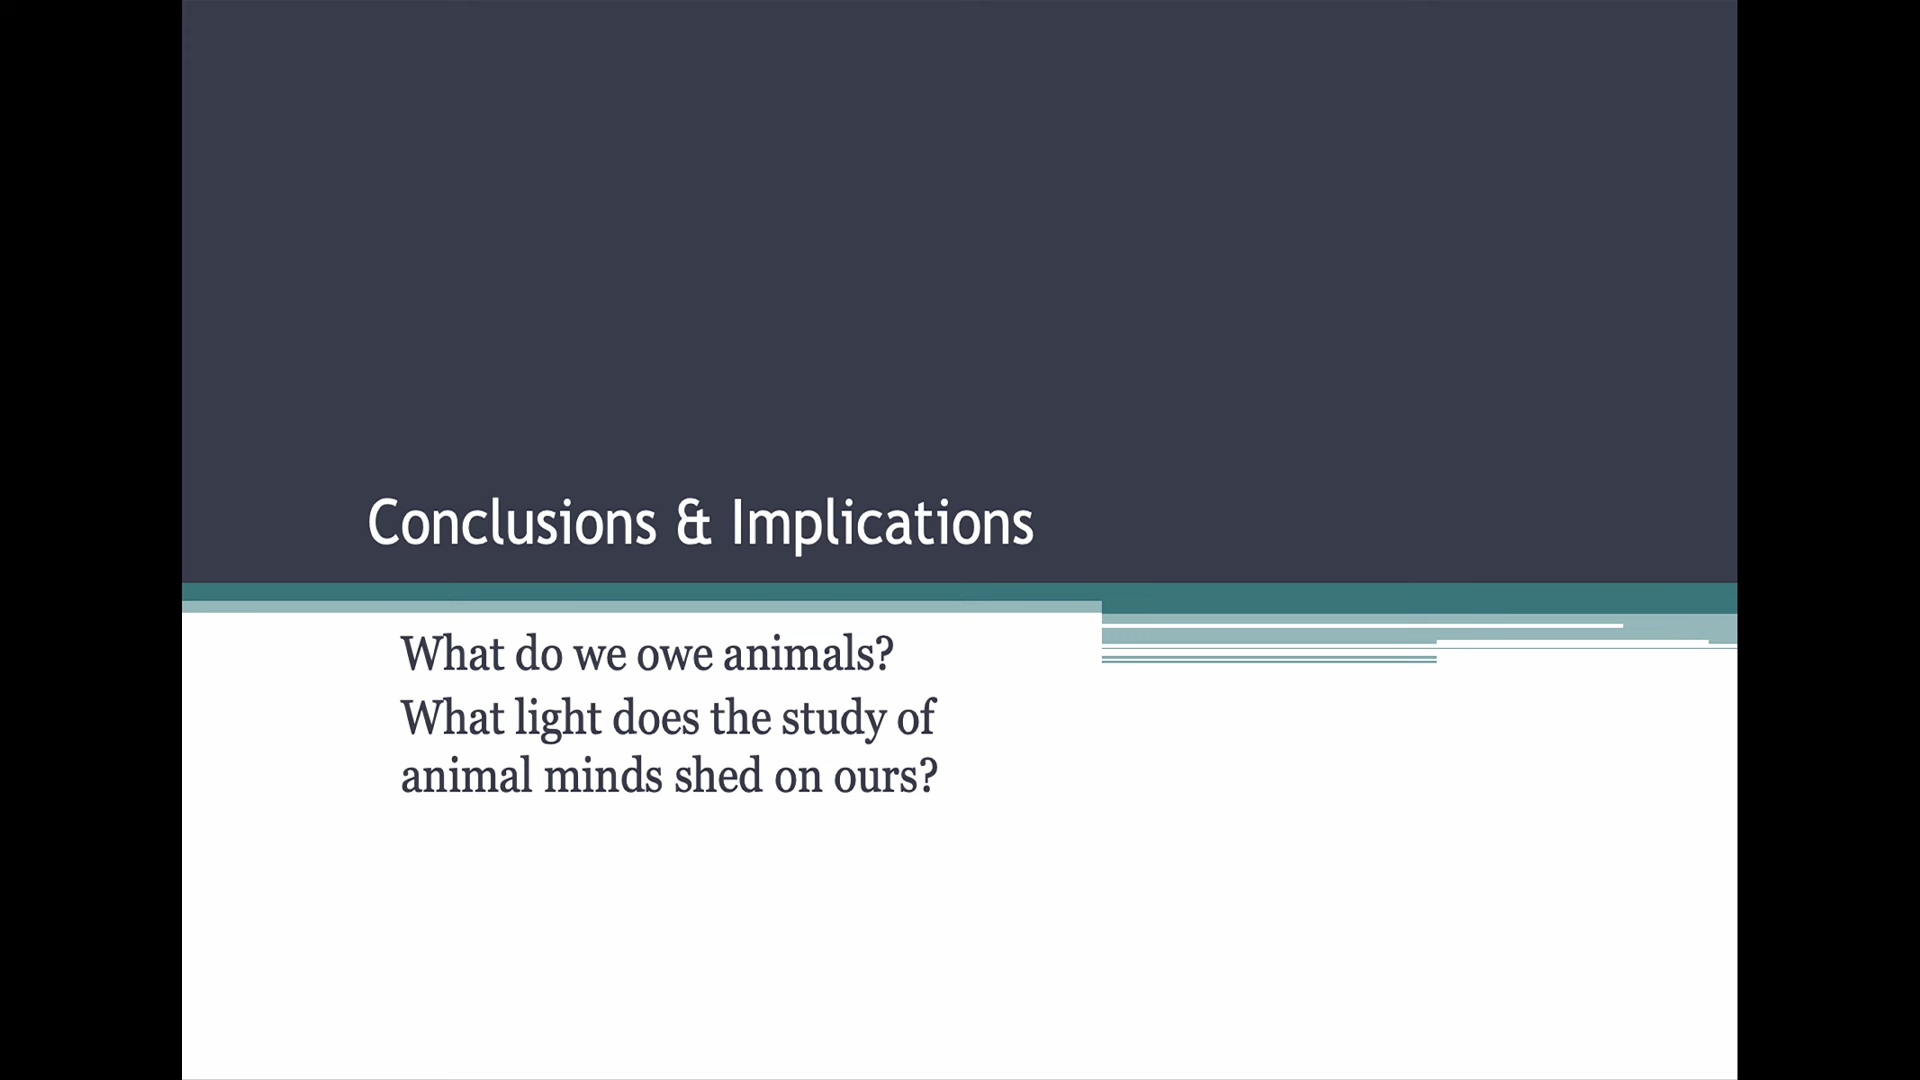 Conclusions & Implications
What do we owe animals?
What light does the study of
animal minds shed on ours?